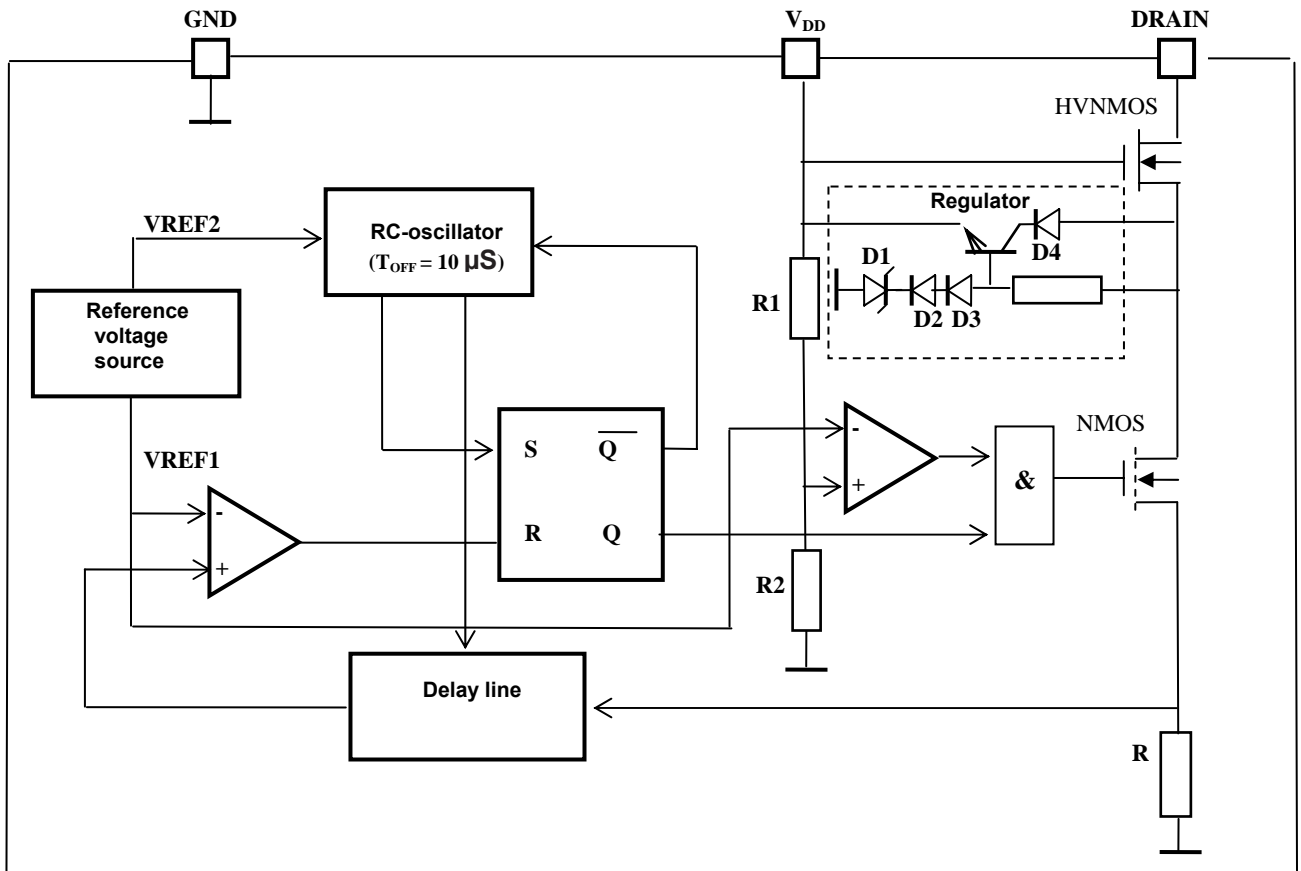 GND
V_DD
DRAIN
HVNMOS
VREF2
RC-oscillator
(T_OFF = 10 μS)
Regulator
D1
D4
Reference
voltage
source
R1
D2
D3
S
Q̅
-
NMOS
VREF1
-
&
+
R
Q
+
R2
Delay line
R